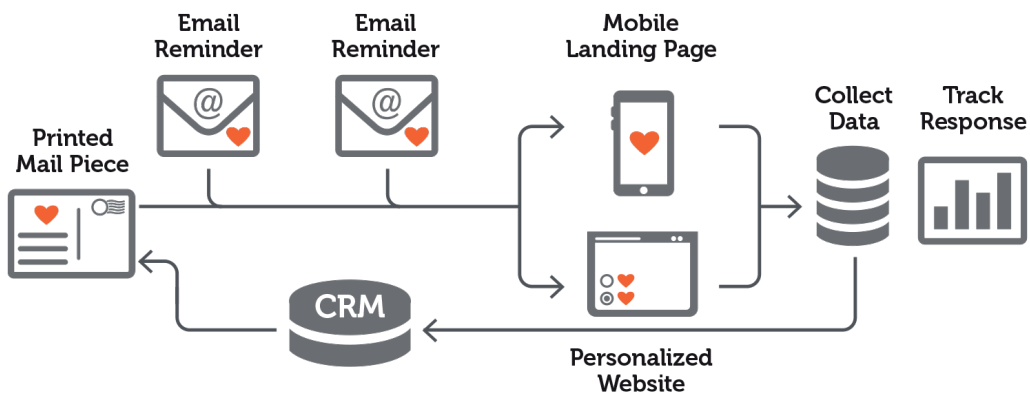 Email
Reminder
Email
Reminder
Mobile
Landing Page
Collect
Data
Track
Response
Printed
Mail Piece
@
@
CRM
Personalized
Website